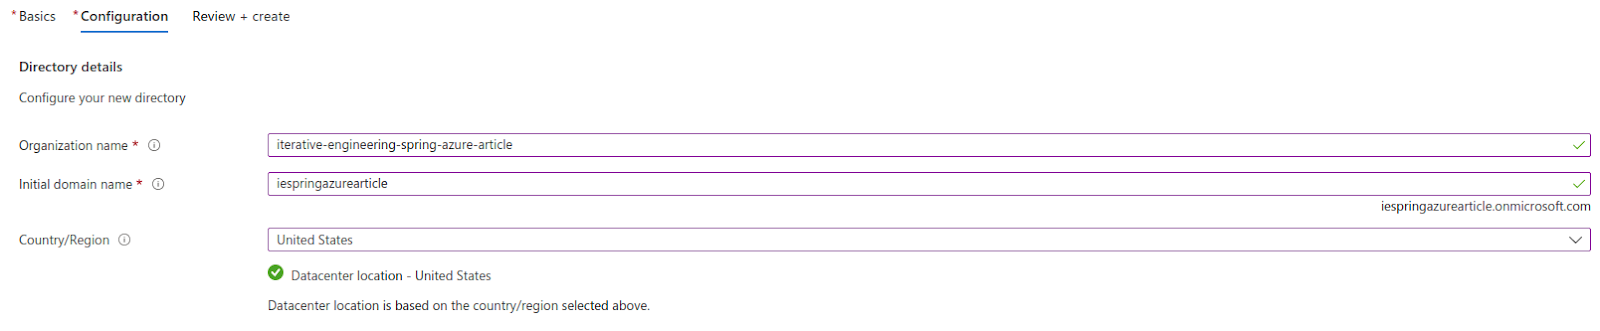 * Basics * Configuration Review + create
Directory details
Configure your new directory
Organization name * iterative-engineering-spring-azure-article
Initial domain name * iespringazurearticle
iespringazurearticle.onmicrosoft.com
Country/Region United States
Datacenter location - United States
Datacenter location is based on the country/region selected above.